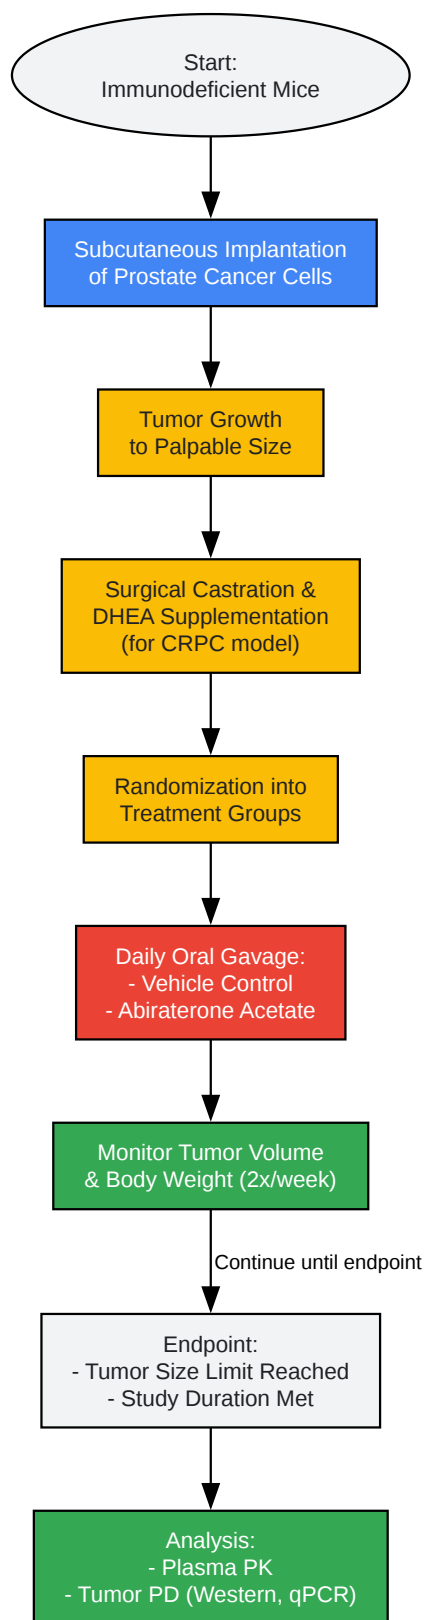 Start:
Immunodeficient Mice
Subcutaneous Implantation
of Prostate Cancer Cells
Tumor Growth
to Palpable Size
Surgical Castration &
DHEA Supplementation
(for CRPC model)
Randomization into
Treatment Groups
Daily Oral Gavage:
- Vehicle Control
- Abiraterone Acetate
Monitor Tumor Volume
& Body Weight (2x/week)
Continue until endpoint
Endpoint:
- Tumor Size Limit Reached
- Study Duration Met
Analysis:
- Plasma PK
- Tumor PD (Western, qPCR)